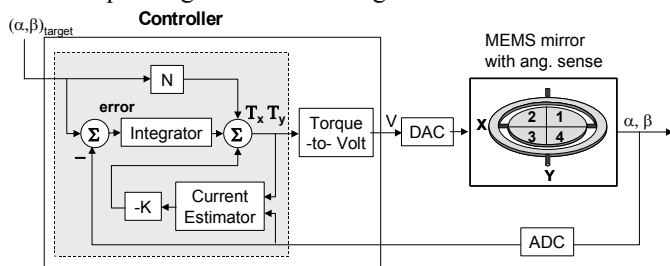 Controller
(α,β)target
MEMS mirror
with ang. sense
N
error
Tx Ty
Σ
Integrator
Σ
Torque
-to- Volt
V
DAC
X
2 1
3 4
Y
α, β
−
-K
Current
Estimator
ADC